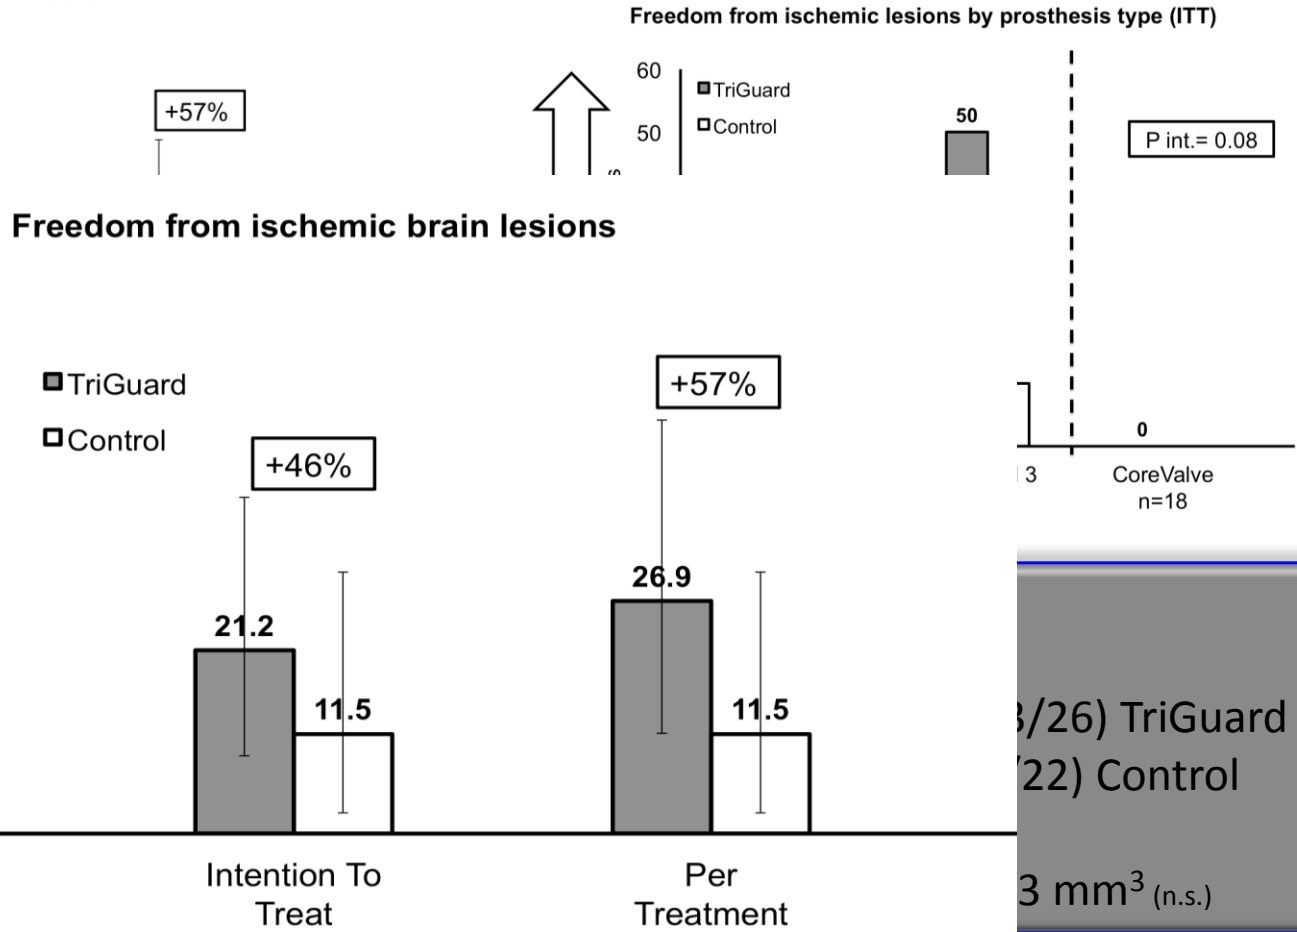 Freedom from ischemic lesions by prosthesis type (ITT)
+57%
60
50
TriGuard
Control
50
P int.= 0.08
0
3
CoreValve
n=18
Freedom from ischemic brain lesions
TriGuard
Control
+46%
+57%
21.2
11.5
26.9
11.5
Intention To
Treat
Per
Treatment
/26) TriGuard
/22) Control
3 mm³ (n.s.)